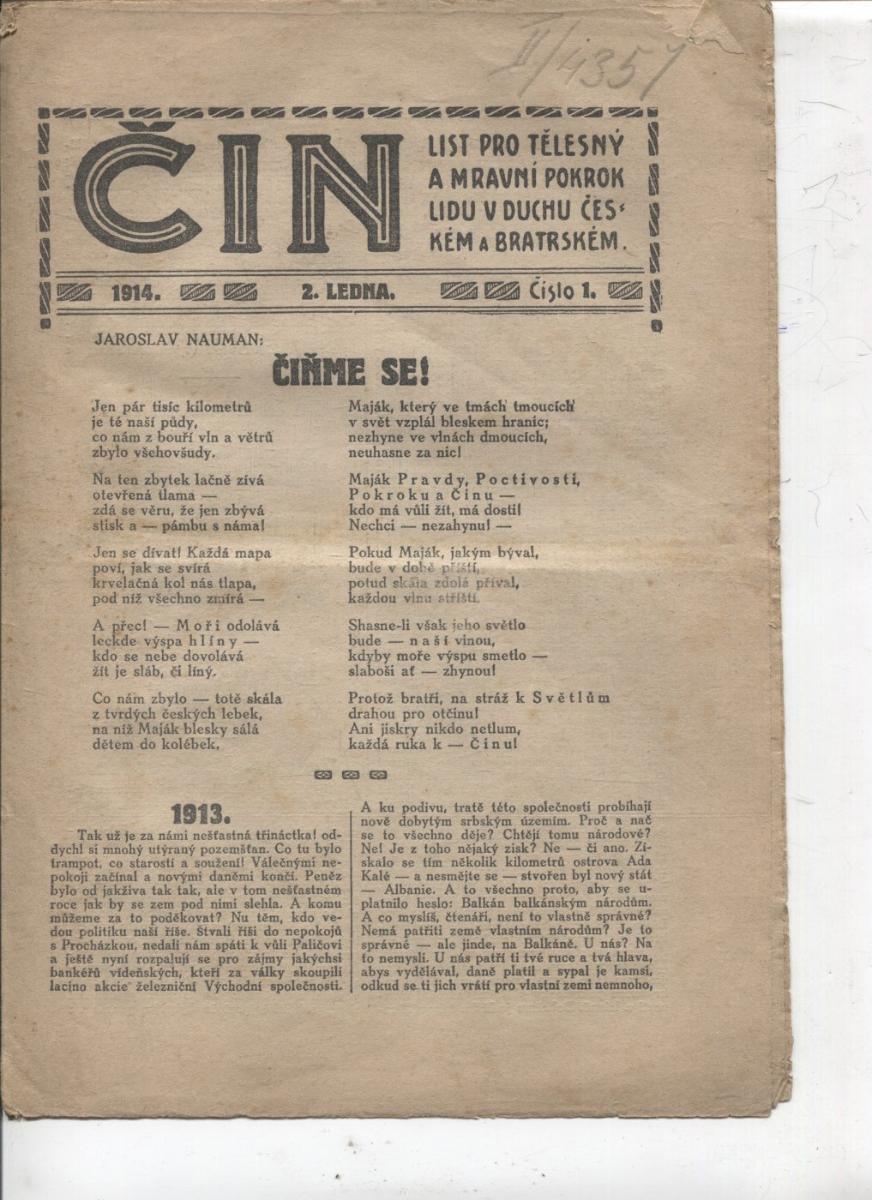 II/4357
ČIN
LIST PRO TĚLESNÝ
A MRAVNÍ POKROK
LIDU V DUCHU ČES-
KÉM A BRATRSKÉM.
1914. 2. LEDNA. Číslo 1.
JAROSLAV NAUMAN:
ČIŇME SE!
Jen pár tisíc kilometrů
je té naší půdy,
co nám z bouří vln a větrů
zbylo všehovšudy.
Na ten zbytek lačně zívá
otevřená tlama —
zdá se věru, že jen zbývá
stisk a — pámbu s náma!
Jen se dívat! Každá mapa
poví, jak se svírá
krvelačná kol nás tlapa,
pod níž všechno zmírá —
A přec! — Moři odolává
leckde výspa hlíny —
kdo se nebe dovolává
žít je sláb, či líný.
Co nám zbylo — totě skála
z tvrdých českých lebek,
na níž Maják blesky sálá
dětem do kolébek.
Maják, který ve tmách tmoucích
v svět vzplál bleskem hranic;
nezhyne ve vlnách dmoucích,
neuhasne za nic!
Maják Pravdy, Poctivosti,
Pokroku a Činu —
kdo má vůli žít, má dosti!
Nechci — nezahynu! —
Pokud Maják, jakým býval,
bude v době příští,
potud skála zdolá příval,
každou vlnu stříští.
Shasne-li však jeho světlo
bude — naší vinou,
kdyby moře výspu smetlo —
slaboši ať — zhynou!
Protož bratři, na stráž k Světlům
drahou pro otčinu!
Ani jiskry nikdo netlum,
každá ruka k — Činu!
1913.
Tak už je za námi nešťastná třináctka! od-
dychl si mnohý utýraný pozemšťan. Co tu bylo
trampot, co starostí a soužení! Válečnými ne-
pokoji začínal a novými daněmi končí. Peněz
bylo od jakživa tak tak, ale v tom nešťastném
roce jak by se zem pod nimi slehla. A komu
můžeme za to poděkovat? Nu těm, kdo ve-
dou politiku naší říše. Štvali říši do nepokojů
s Procházkou, nedali nám spáti k vůli Paličovi
a ještě nyní rozpalují se pro zájmy jakýchsi
bankéřů vídeňských, kteří za války skoupili
lacino akcie železniční Východní společnosti.
A ku podivu, tratě této společnosti probíhají
nově dobytým srbským územím. Proč a nač
se to všechno děje? Chtějí tomu národové?
Ne! Je z toho nějaký zisk? Ne — či ano. Zí-
skalo se tím několik kilometrů ostrova Ada
Kalé — a nesmějte se — stvořen byl nový stát
— Albanie. A to všechno proto, aby se u-
platnilo heslo: Balkán balkánským národům.
A co myslíš, čtenáři, není to vlastně správné?
Nemá patřiti země vlastním národům? Je to
správné — ale jinde, na Balkáně. U nás? Na
to nemysli. U nás patří ti tvé ruce a tvá hlava,
abys vydělával, daně platil a sypal je kamsi,
odkud se ti jich vrátí pro vlastní zemi nemnoho,